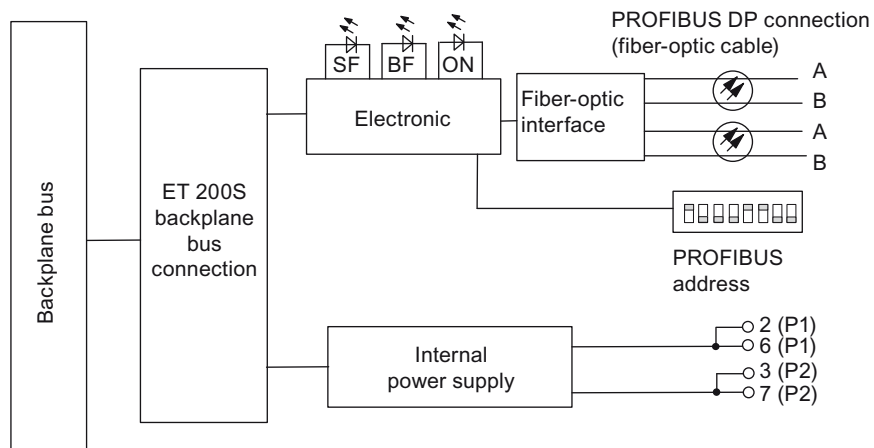 PROFIBUS DP connection
(fiber-optic cable)
SF
BF
ON
A
B
A
B
Electronic
Fiber-optic
interface
Backplane bus
ET 200S
backplane
bus
connection
PROFIBUS
address
Internal
power supply
2 (P1)
6 (P1)
3 (P2)
7 (P2)